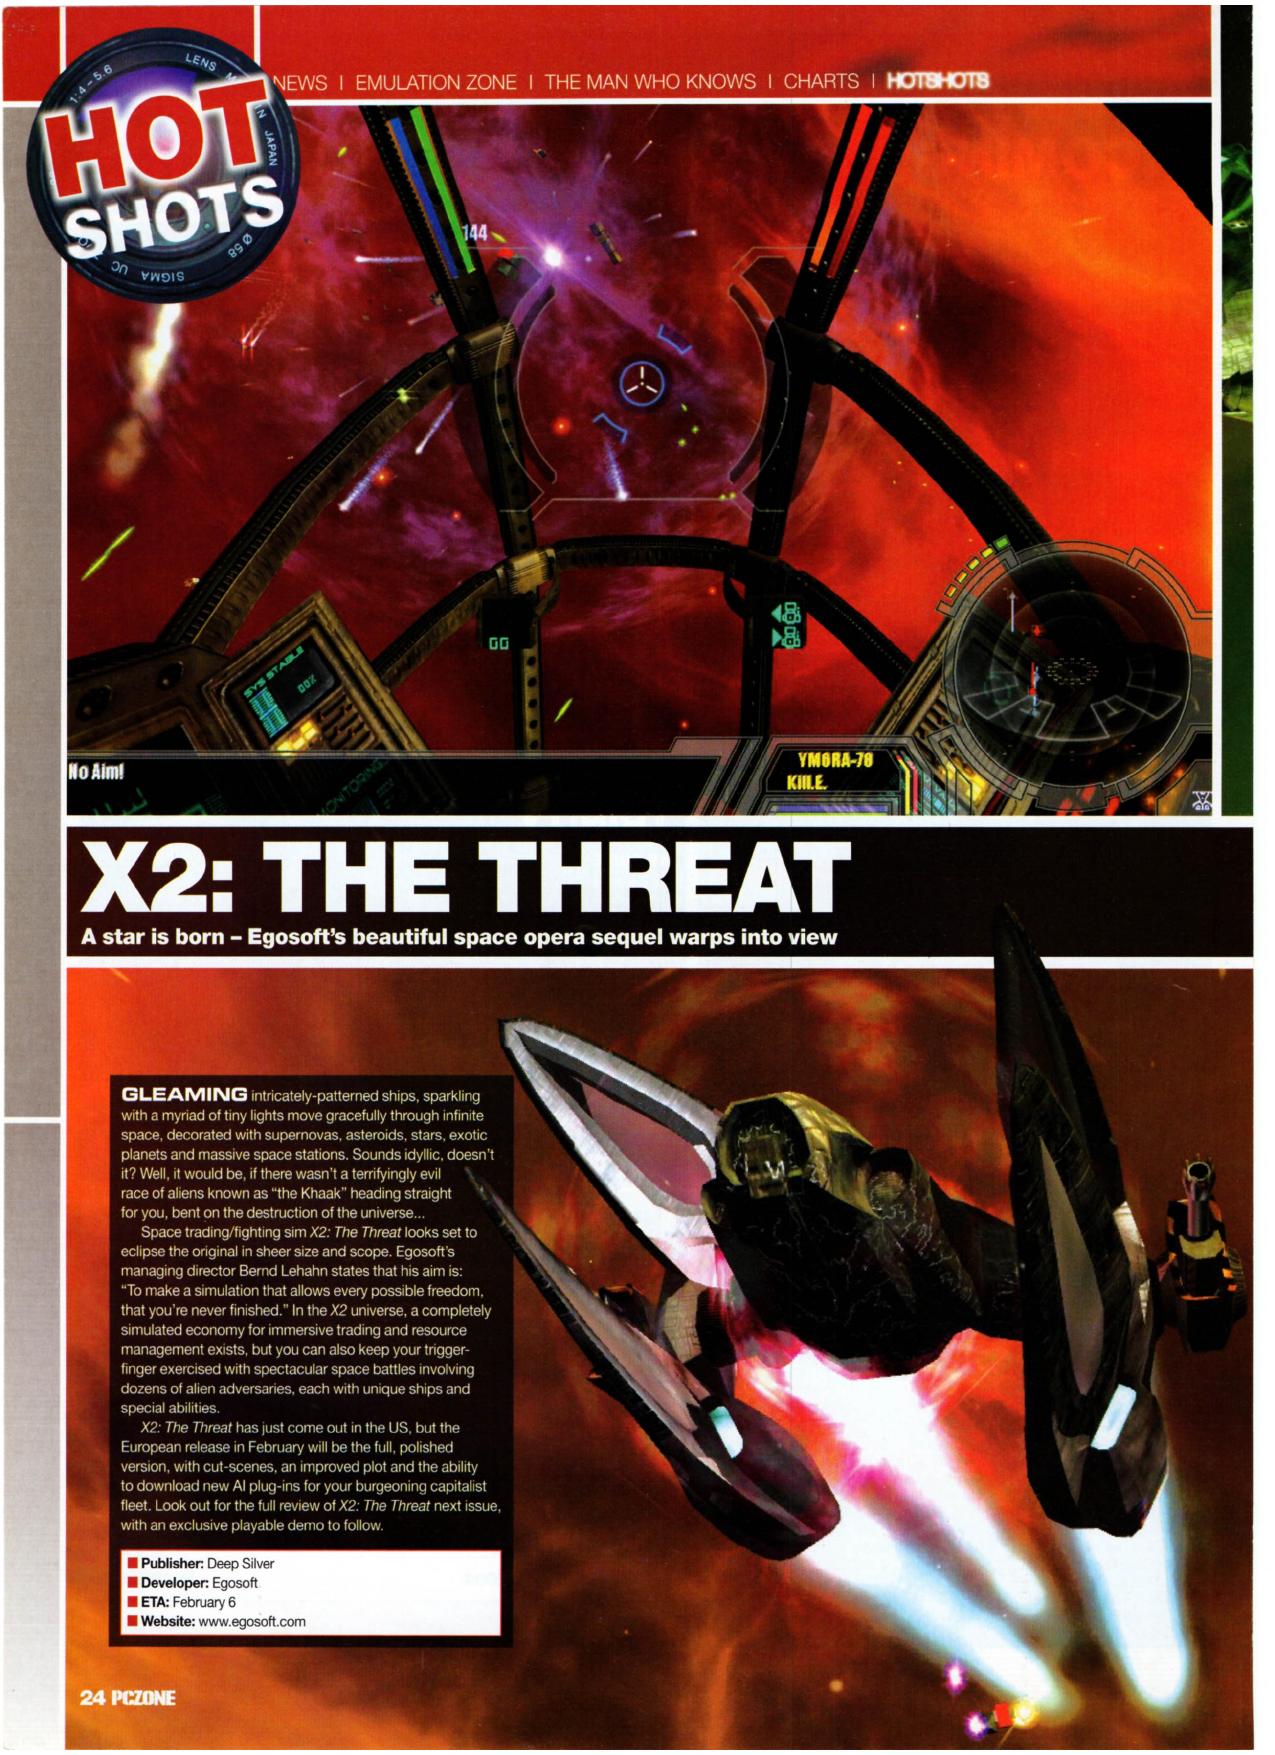 NEWS | EMULATION ZONE | THE MAN WHO KNOWS | CHARTS | HOTSHOTS
1:4–5.6
LENS
JAPAN
HOT
SHOTS
Ø58
SIGMA
UC
144
SYS STABLE
00%
GG
No Aim!
MONITORING
YMORA-70
X2: THE THREAT
A star is born – Egosoft's beautiful space opera sequel warps into view
GLEAMING intricately-patterned ships, sparkling
with a myriad of tiny lights move gracefully through infinite
space, decorated with supernovas, asteroids, stars, exotic
planets and massive space stations. Sounds idyllic, doesn't
it? Well, it would be, if there wasn't a terrifyingly evil
race of aliens known as "the Khaak" heading straight
for you, bent on the destruction of the universe...
Space trading/fighting sim X2: The Threat looks set to
eclipse the original in sheer size and scope. Egosoft's
managing director Bernd Lehahn states that his aim is:
"To make a simulation that allows every possible freedom,
that you're never finished." In the X2 universe, a completely
simulated economy for immersive trading and resource
management exists, but you can also keep your trigger-
finger exercised with spectacular space battles involving
dozens of alien adversaries, each with unique ships and
special abilities.
X2: The Threat has just come out in the US, but the
European release in February will be the full, polished
version, with cut-scenes, an improved plot and the ability
to download new AI plug-ins for your burgeoning capitalist
fleet. Look out for the full review of X2: The Threat next issue,
with an exclusive playable demo to follow.
Publisher: Deep Silver
Developer: Egosoft
ETA: February 6
Website: www.egosoft.com
24 PCZONE